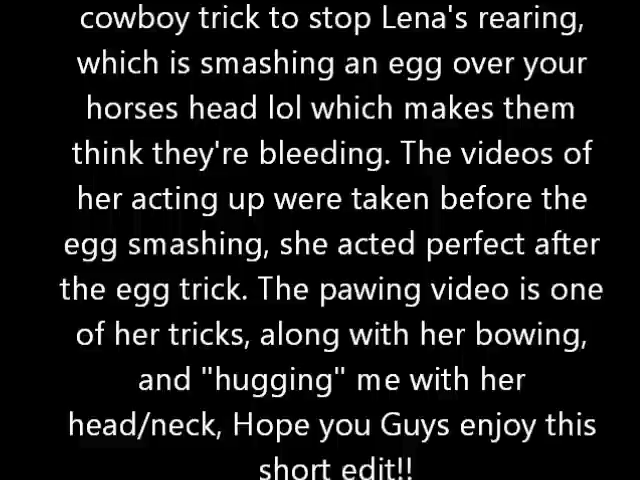 cowboy trick to stop Lena's rearing,
which is smashing an egg over your
horses head lol which makes them
think they're bleeding. The videos of
her acting up were taken before the
egg smashing, she acted perfect after
the egg trick. The pawing video is one
of her tricks, along with her bowing,
and "hugging" me with her
head/neck, Hope you Guys enjoy this
short edit!!